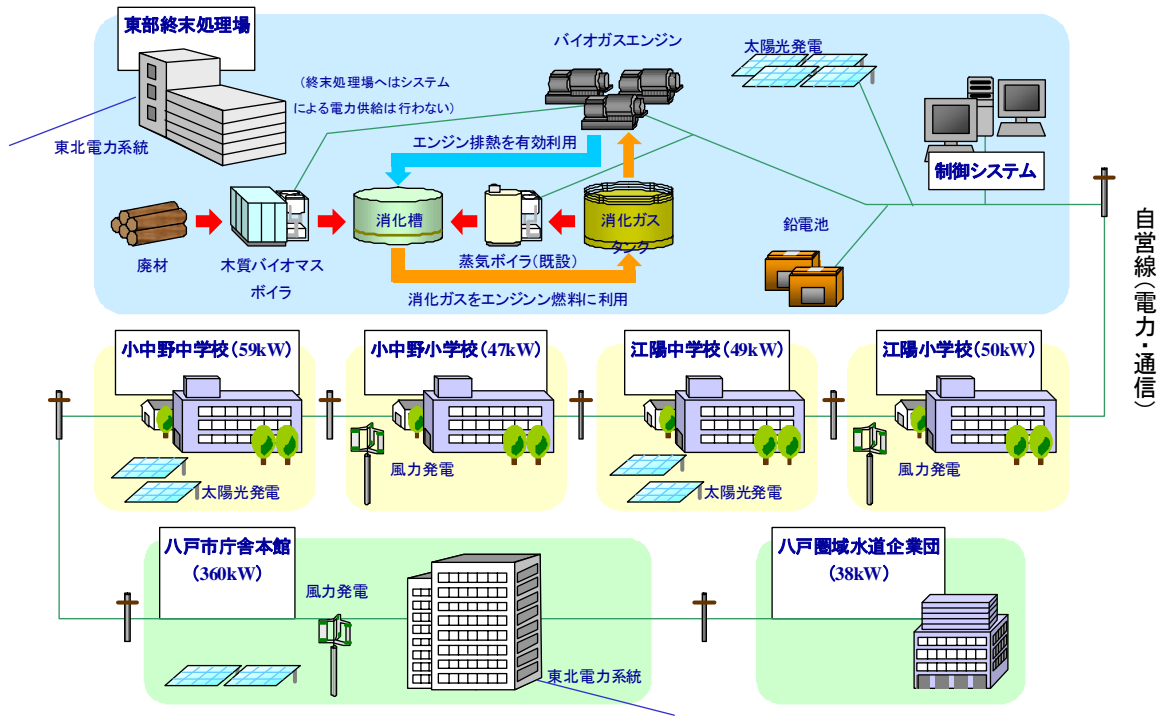 東部終末処理場
(終末処理場へはシステム
による電力供給は行わない)
東北電力系統
バイオガスエンジン
太陽光発電
エンジン排熱を有効利用
制御システム
廃材
木質バイオマス
ボイラ
消化槽
蒸気ボイラ(既設)
消化ガス
タンク
鉛電池
消化ガスをエンジンン燃料に利用
自営線(電力・通信)
小中野中学校(59kW)
太陽光発電
小中野小学校(47kW)
風力発電
江陽中学校(49kW)
太陽光発電
江陽小学校(50kW)
風力発電
八戸市庁舎本館
(360kW)
風力発電
東北電力系統
八戸圏域水道企業団
(38kW)